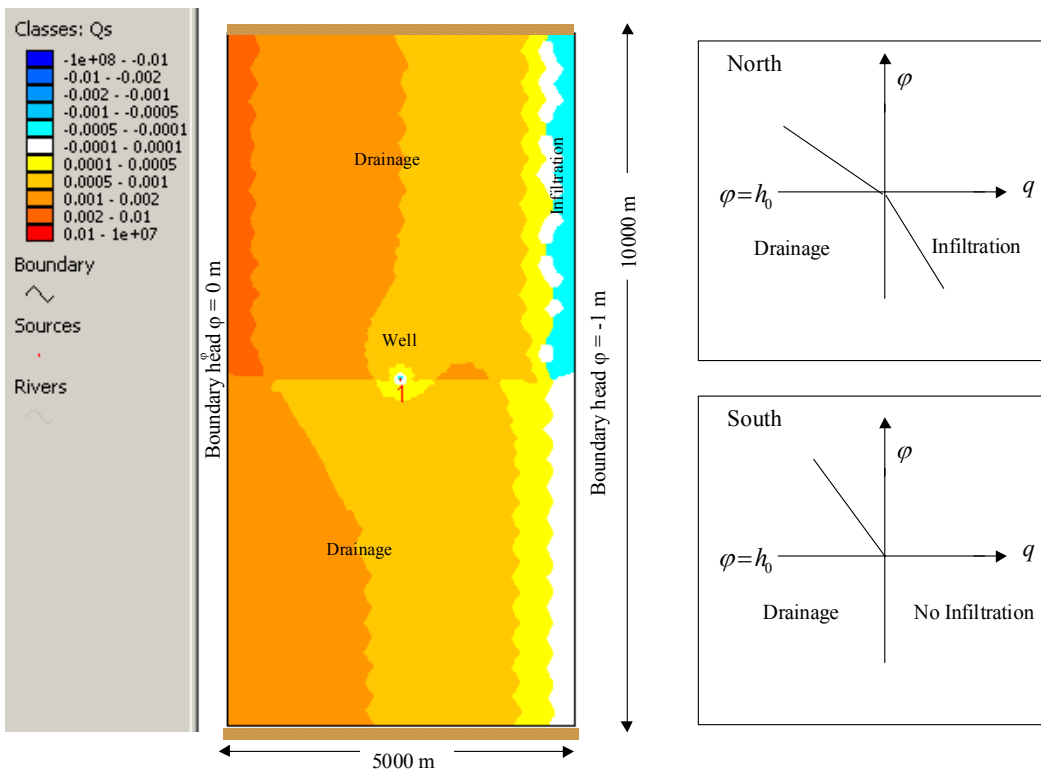 Classes: Qs
-1e+08 - -0.01
-0.01 - -0.002
-0.002 - -0.001
-0.001 - -0.0005
-0.0005 - -0.0001
-0.0001 - 0.0001
0.0001 - 0.0005
0.0005 - 0.001
0.001 - 0.002
0.002 - 0.01
0.01 - 1e+07
Boundary
Sources
Rivers
Boundary head φ = 0 m
φ
Drainage
Infiltration
Well
1
Drainage
Boundary head φ = -1 m
10000 m
5000 m
North
φ
φ=h₀
q
Drainage
Infiltration
South
φ
φ=h₀
q
Drainage
No Infiltration